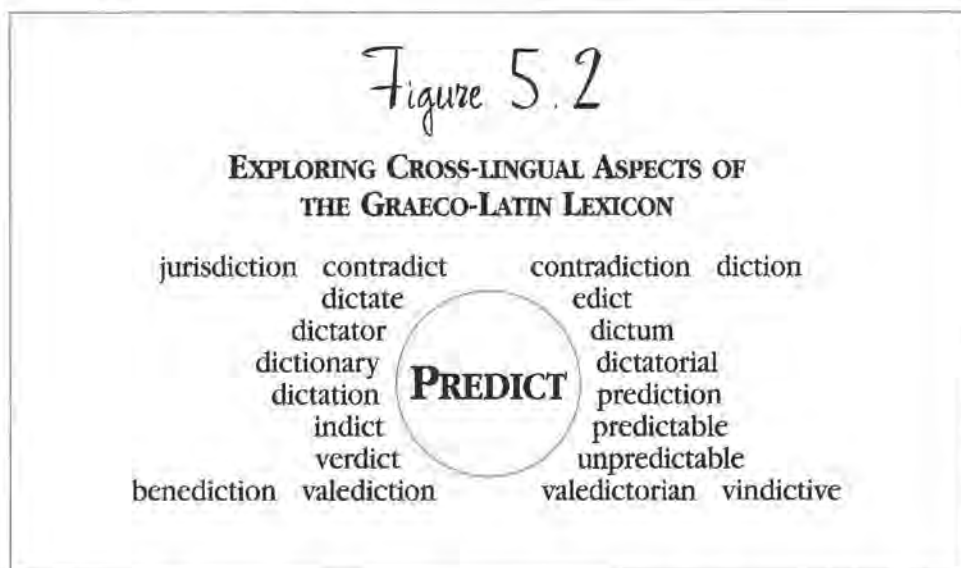 Figure 5.2
EXPLORING CROSS-LINGUAL ASPECTS OF
THE GRAECO-LATIN LEXICON
jurisdiction contradict contradiction diction
dictate edict
dictator dictum
dictionary dictatorial
dictation PREDICT prediction
indict predictable
verdict unpredictable
benediction valediction valedictorian vindictive